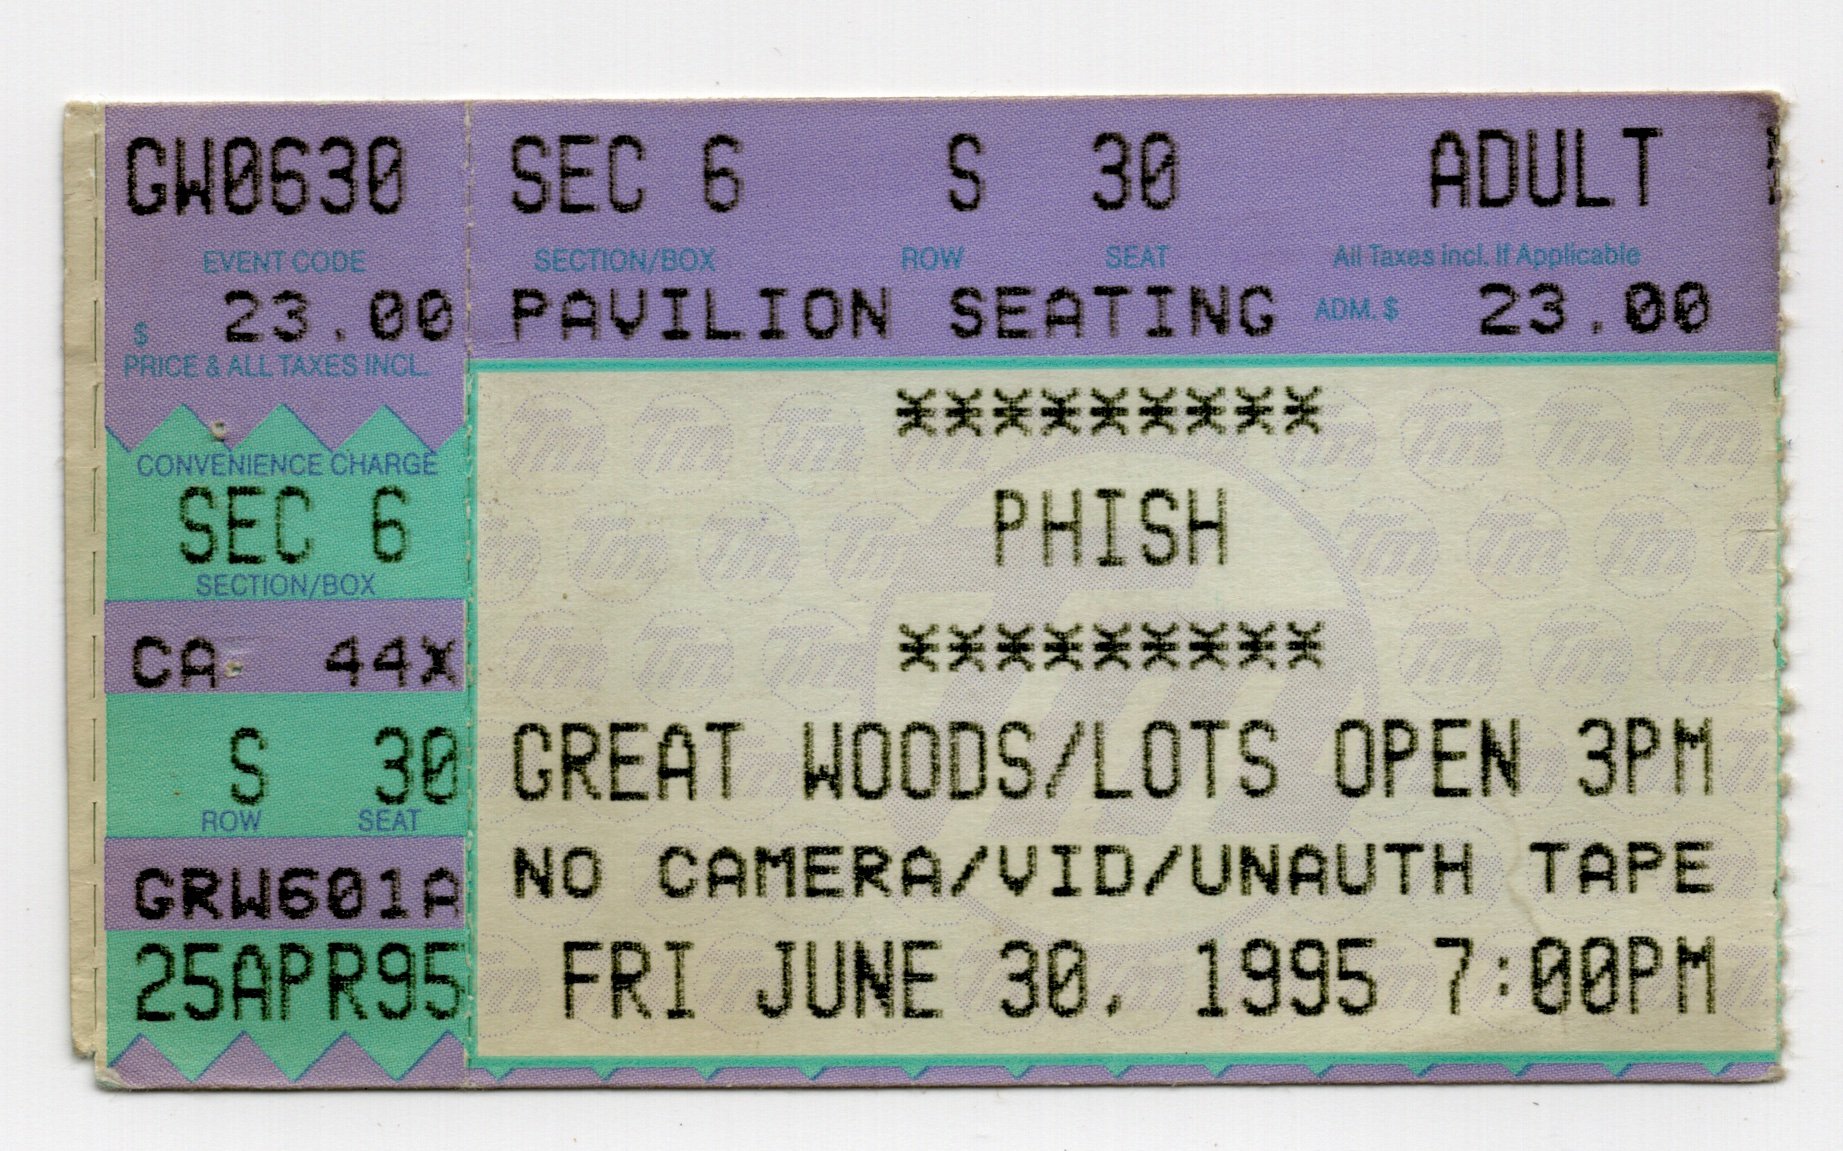 GW0630
EVENT CODE
$ 23.00
PRICE & ALL TAXES INCL.
CONVENIENCE CHARGE
SEC 6
SECTION/BOX
CA 44X
S 30
ROW SEAT
GRW601A
25APR95
SEC 6 S 30 ADULT
SECTION/BOX ROW SEAT All Taxes incl. If Applicable
PAVILION SEATING ADM. $ 23.00
*********
PHISH
*********
GREAT WOODS/LOTS OPEN 3PM
NO CAMERA/VID/UNAUTH TAPE
FRI JUNE 30, 1995 7:00PM